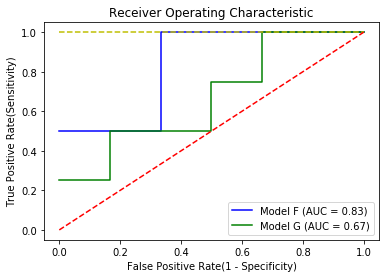 Receiver Operating Characteristic
True Positive Rate(Sensitivity)
1.0
0.8
0.6
0.4
0.2
0.0
Model F (AUC = 0.83)
Model G (AUC = 0.67)
0.0 0.2 0.4 0.6 0.8 1.0
False Positive Rate(1 - Specificity)